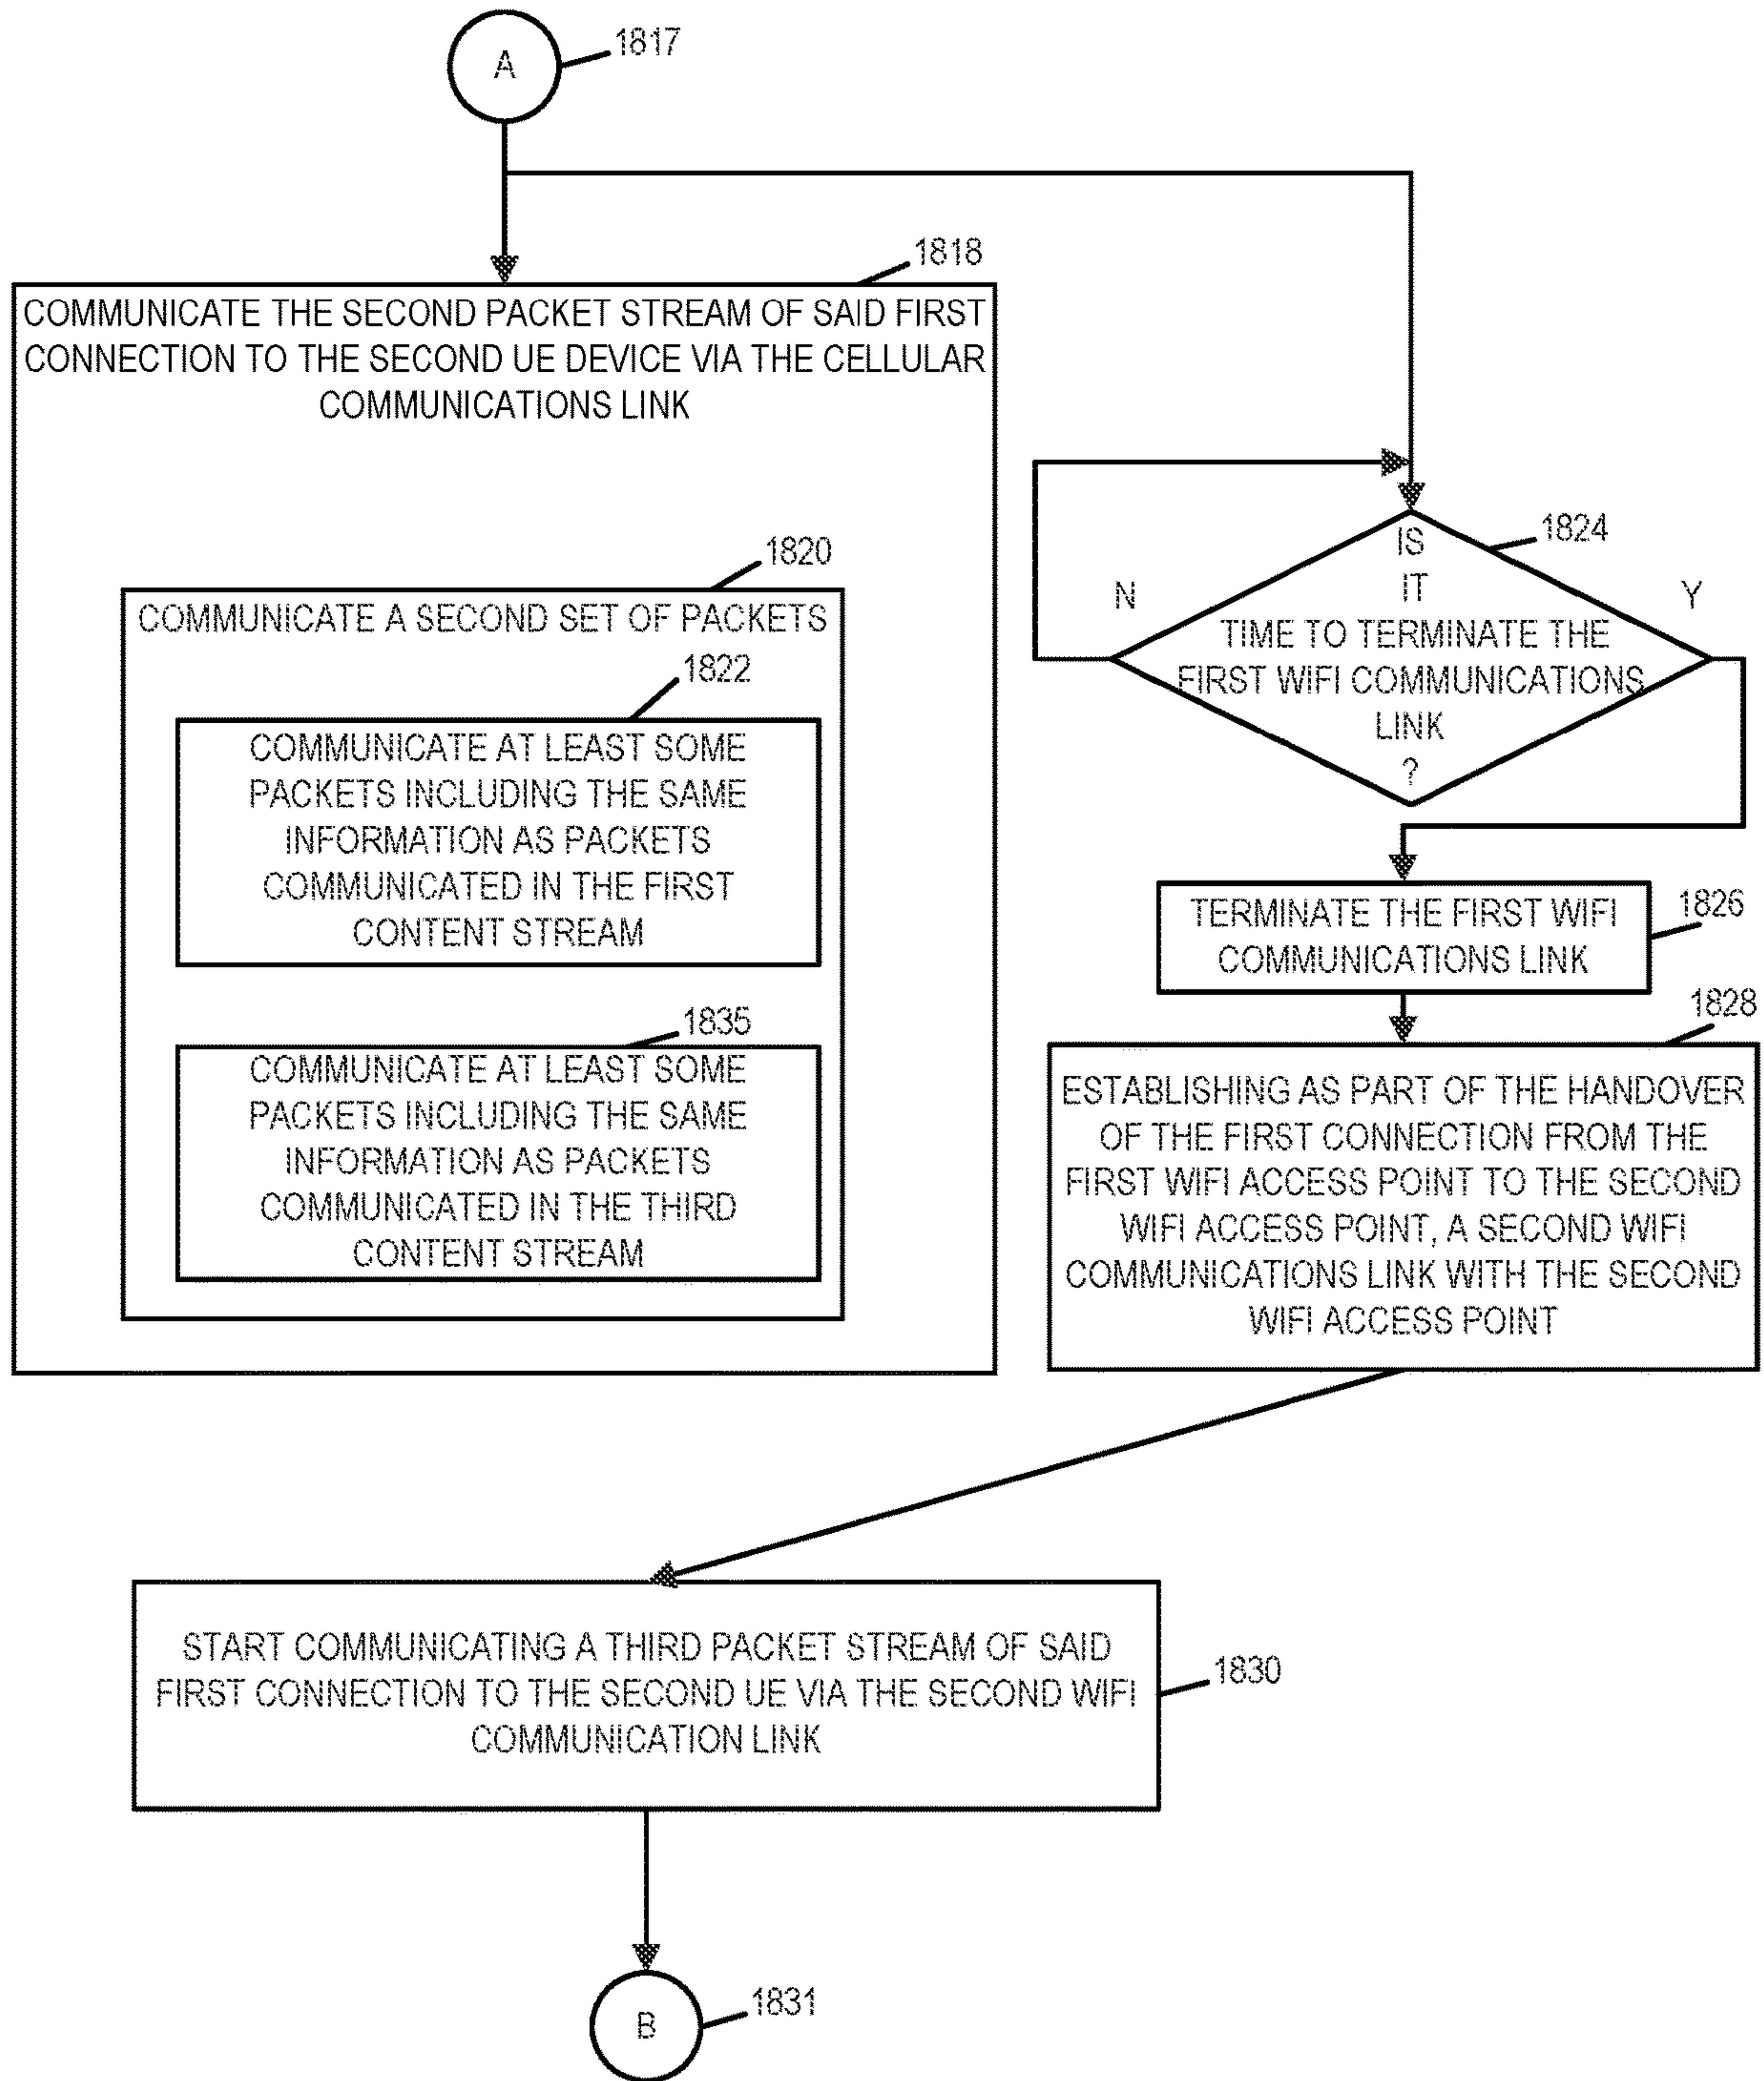 A
1817
1818
COMMUNICATE THE SECOND PACKET STREAM OF SAID FIRST
CONNECTION TO THE SECOND UE DEVICE VIA THE CELLULAR
COMMUNICATIONS LINK
1820
COMMUNICATE A SECOND SET OF PACKETS
1822
COMMUNICATE AT LEAST SOME
PACKETS INCLUDING THE SAME
INFORMATION AS PACKETS
COMMUNICATED IN THE FIRST
CONTENT STREAM
1835
COMMUNICATE AT LEAST SOME
PACKETS INCLUDING THE SAME
INFORMATION AS PACKETS
COMMUNICATED IN THE THIRD
CONTENT STREAM
1824
N
Y
IS
IT
TIME TO TERMINATE THE
FIRST WIFI COMMUNICATIONS
LINK
?
TERMINATE THE FIRST WIFI
COMMUNICATIONS LINK
1826
1828
ESTABLISHING AS PART OF THE HANDOVER
OF THE FIRST CONNECTION FROM THE
FIRST WIFI ACCESS POINT TO THE SECOND
WIFI ACCESS POINT, A SECOND WIFI
COMMUNICATIONS LINK WITH THE SECOND
WIFI ACCESS POINT
START COMMUNICATING A THIRD PACKET STREAM OF SAID
FIRST CONNECTION TO THE SECOND UE VIA THE SECOND WIFI
COMMUNICATION LINK
1830
B
1831